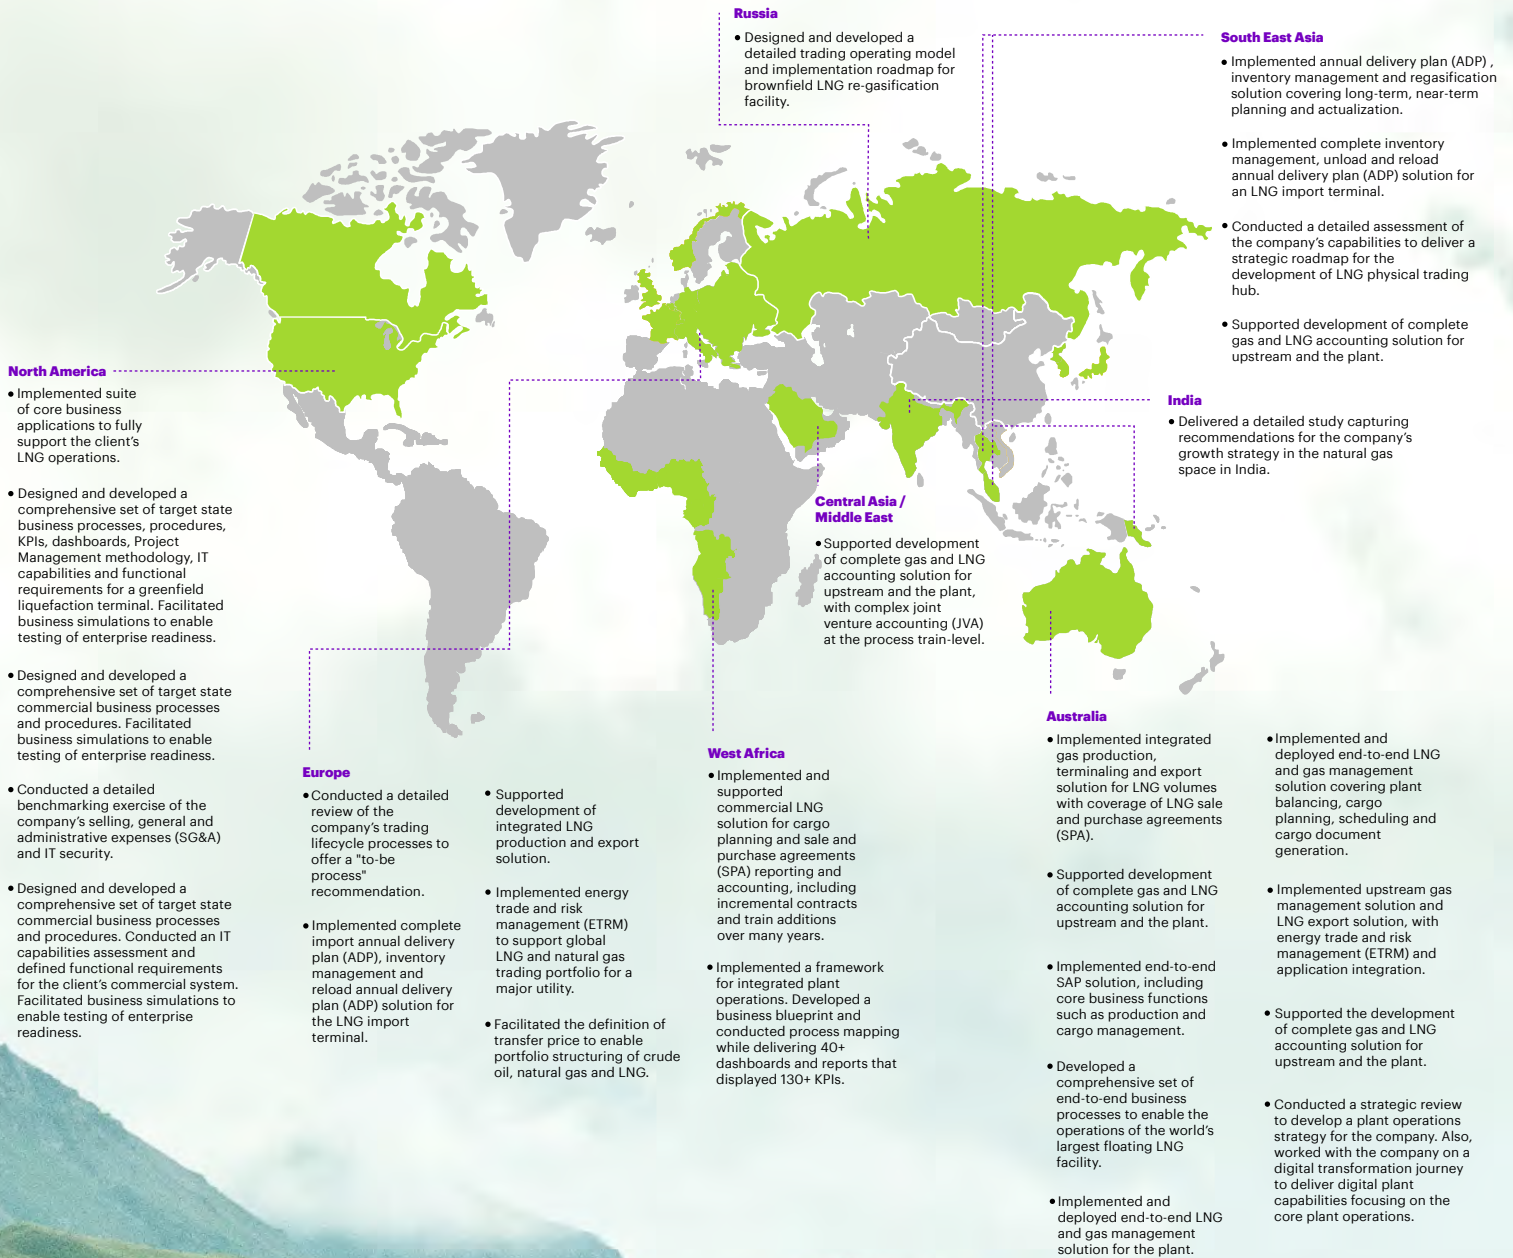 Russia
• Designed and developed a
detailed trading operating model
and implementation roadmap for
brownfield LNG re-gasification
facility.
South East Asia
• Implemented annual delivery plan (ADP) ,
inventory management and regasification
solution covering long-term, near-term
planning and actualization.
• Implemented complete inventory
management, unload and reload
annual delivery plan (ADP) solution for
an LNG import terminal.
• Conducted a detailed assessment of
the company's capabilities to deliver a
strategic roadmap for the
development of LNG physical trading
hub.
• Supported development of complete
gas and LNG accounting solution for
upstream and the plant.
North America
• Implemented suite
of core business
applications to fully
support the client's
LNG operations.
• Designed and developed a
comprehensive set of target state
business processes, procedures,
KPIs, dashboards, Project
Management methodology, IT
capabilities and functional
requirements for a greenfield
liquefaction terminal. Facilitated
business simulations to enable
testing of enterprise readiness.
• Designed and developed a
comprehensive set of target state
commercial business processes
and procedures. Facilitated
business simulations to enable
testing of enterprise readiness.
• Conducted a detailed
benchmarking exercise of the
company's selling, general and
administrative expenses (SG&A)
and IT security.
• Designed and developed a
comprehensive set of target state
commercial business processes
and procedures. Conducted an IT
capabilities assessment and
defined functional requirements
for the client's commercial system.
Facilitated business simulations to
enable testing of enterprise
readiness.
India
• Delivered a detailed study capturing
recommendations for the company's
growth strategy in the natural gas
space in India.
Central Asia /
Middle East
• Supported development
of complete gas and LNG
accounting solution for
upstream and the plant,
with complex joint
venture accounting (JVA)
at the process train-level.
Europe
• Conducted a detailed
review of the
company's trading
lifecycle processes to
offer a "to-be
process"
recommendation.
• Implemented complete
import annual delivery
plan (ADP), inventory
management and
reload annual delivery
plan (ADP) solution for
the LNG import
terminal.
• Supported
development of
integrated LNG
production and export
solution.
• Implemented energy
trade and risk
management (ETRM)
to support global
LNG and natural gas
trading portfolio for a
major utility.
• Facilitated the definition of
transfer price to enable
portfolio structuring of crude
oil, natural gas and LNG.
West Africa
• Implemented and
supported
commercial LNG
solution for cargo
planning and sale and
purchase agreements
(SPA) reporting and
accounting, including
incremental contracts
and train additions
over many years.
• Implemented a framework
for integrated plant
operations. Developed a
business blueprint and
conducted process mapping
while delivering 40+
dashboards and reports that
displayed 130+ KPIs.
Australia
• Implemented integrated
gas production,
terminaling and export
solution for LNG volumes
with coverage of LNG sale
and purchase agreements
(SPA).
• Supported development
of complete gas and LNG
accounting solution for
upstream and the plant.
• Implemented end-to-end
SAP solution, including
core business functions
such as production and
cargo management.
• Developed a
comprehensive set of
end-to-end business
processes to enable the
operations of the world's
largest floating LNG
facility.
• Implemented and
deployed end-to-end LNG
and gas management
solution for the plant.
• Implemented and
deployed end-to-end LNG
and gas management
solution covering plant
balancing, cargo
planning, scheduling and
cargo document
generation.
• Implemented upstream gas
management solution and
LNG export solution, with
energy trade and risk
management (ETRM) and
application integration.
• Supported the development
of complete gas and LNG
accounting solution for
upstream and the plant.
• Conducted a strategic review
to develop a plant operations
strategy for the company. Also,
worked with the company on a
digital transformation journey
to deliver digital plant
capabilities focusing on the
core plant operations.